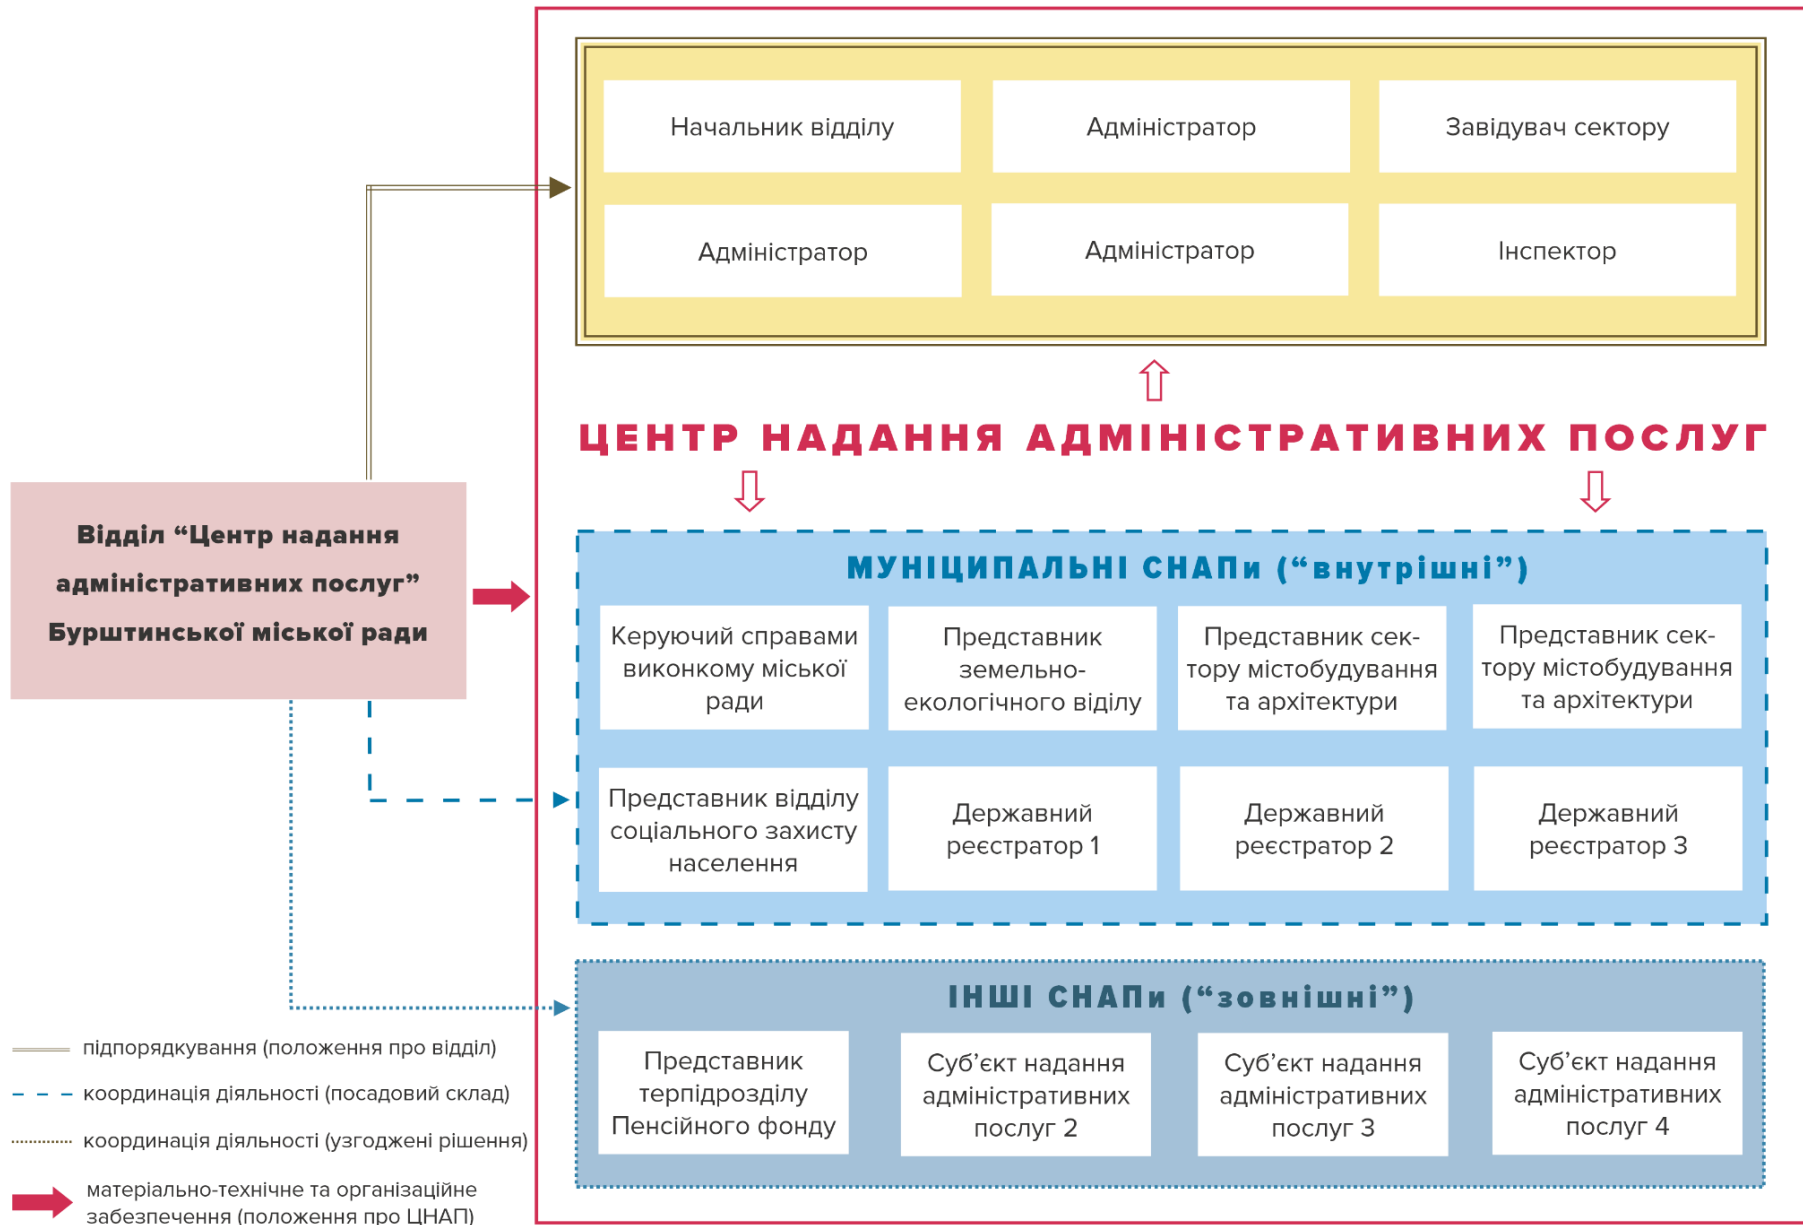 Начальник відділу
Адміністратор
Завідувач сектору
Адміністратор
Адміністратор
Інспектор
ЦЕНТР НАДАННЯ АДМІНІСТРАТИВНИХ ПОСЛУГ
Відділ “Центр надання
адміністративних послуг”
Бурштинської міської ради
МУНІЦИПАЛЬНІ СНАПи (“внутрішні”)
Керуючий справами
виконкому міської
ради
Представник
земельно-
екологічного віділу
Представник сек-
тору містобудування
та архітектури
Представник сек-
тору містобудування
та архітектури
Представник відділу
соціального захисту
населення
Державний
реєстратор 1
Державний
реєстратор 2
Державний
реєстратор 3
ІНШІ СНАПи (“зовнішні”)
Представник
терпідрозділу
Пенсійного фонду
Суб’єкт надання
адміністративних
послуг 2
Суб’єкт надання
адміністративних
послуг 3
Суб’єкт надання
адміністративних
послуг 4
підпорядкування (положення про відділ)
координація діяльності (посадовий склад)
координація діяльності (узгоджені рішення)
матеріально-технічне та організаційне
забезпечення (положення про ЦНАП)